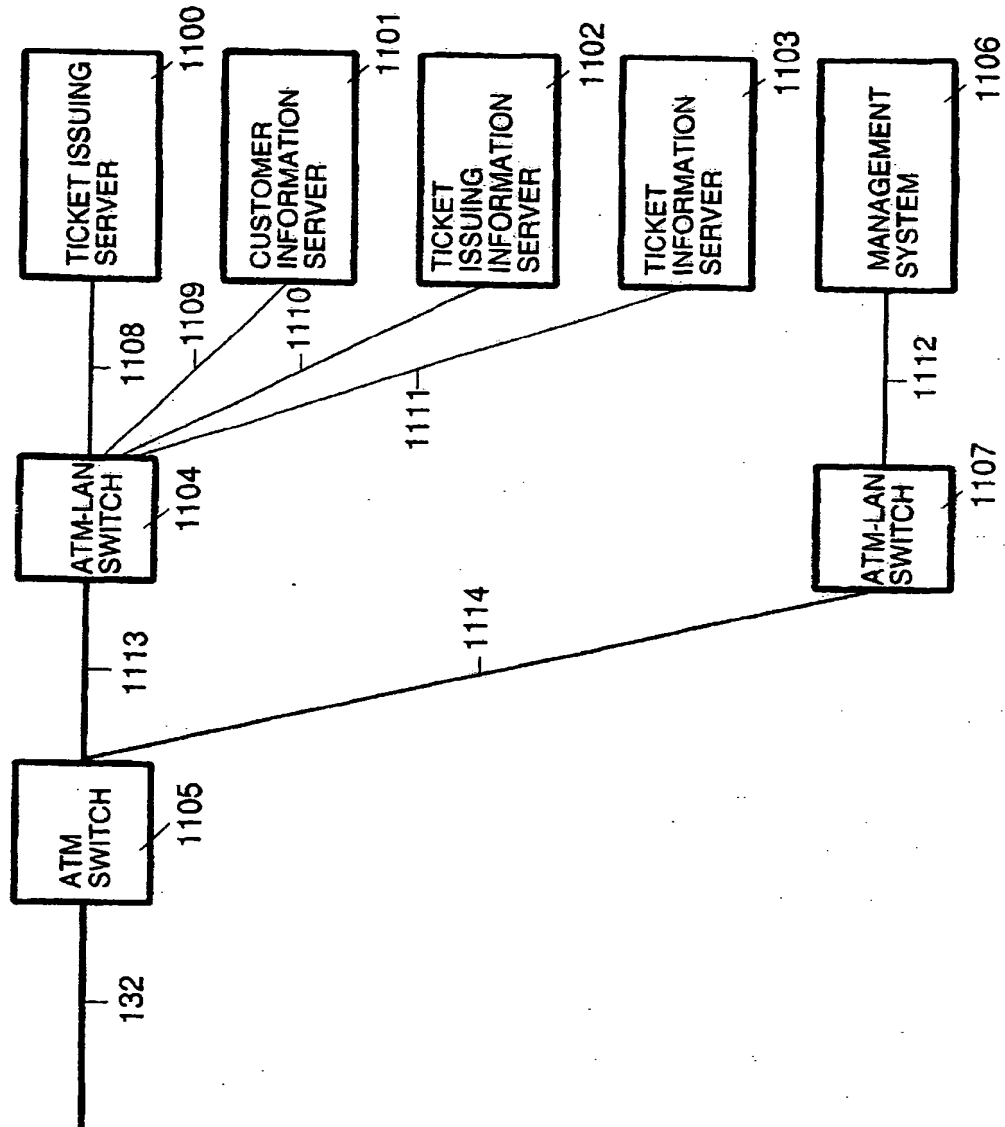 TICKET ISSUING
SERVER
1100
CUSTOMER
INFORMATION
SERVER
1101
TICKET
ISSUING
INFORMATION
SERVER
1102
TICKET
INFORMATION
SERVER
1103
MANAGEMENT
SYSTEM
1106
1108
1109
1110
1111
1112
ATM-LAN
SWITCH
1104
ATM-LAN
SWITCH
1107
1113
1114
ATM
SWITCH
1105
132